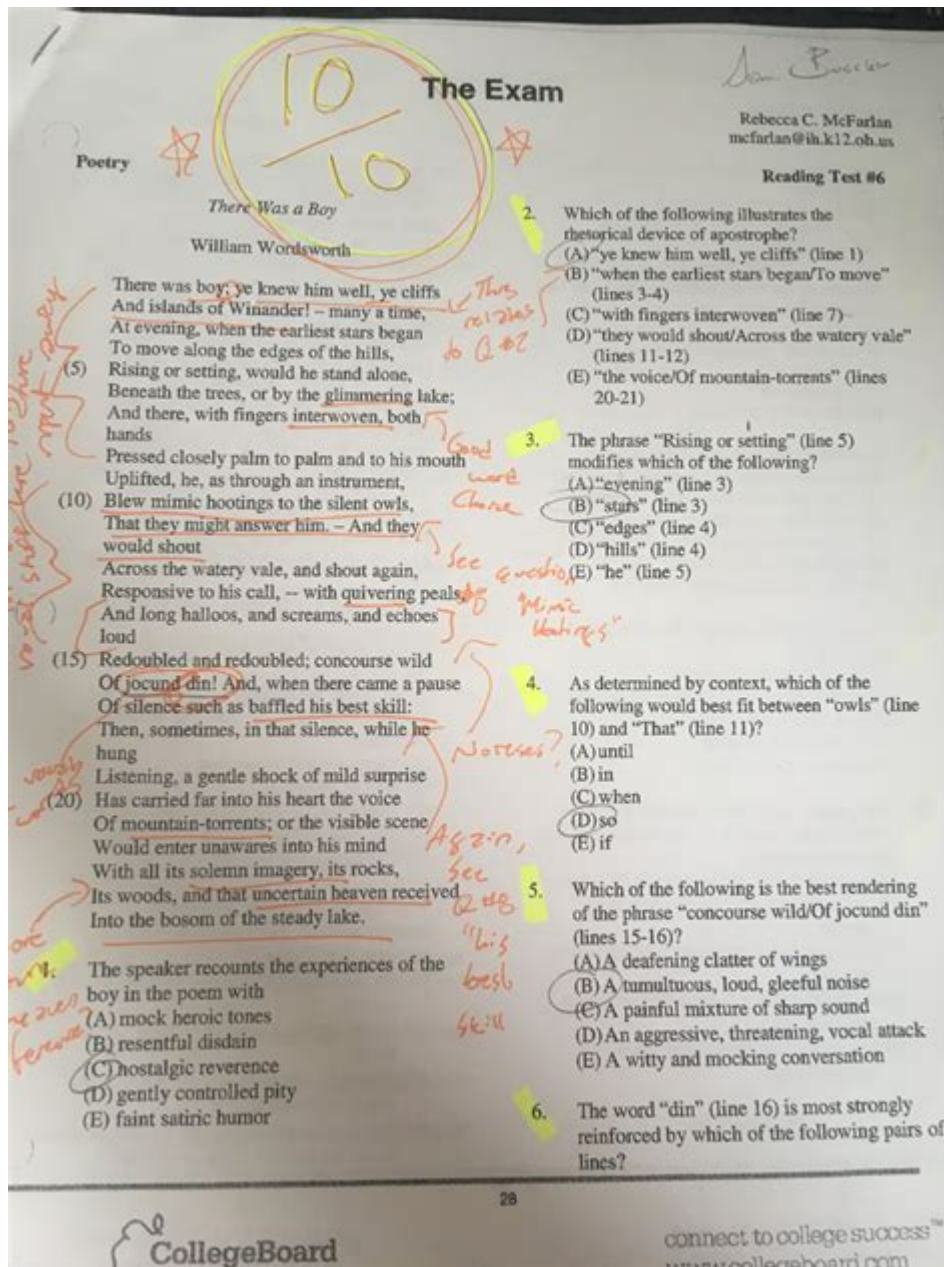 10
10
The Exam
Rebecca C. McFarlan
mcfarlan@ih.k12.oh.us
Poetry
Reading Test #6
There Was a Boy
William Wordsworth
There was boy; ye knew him well, ye cliffs
And islands of Winander! – many a time,
At evening, when the earliest stars began
To move along the edges of the hills,
(5) Rising or setting, would he stand alone,
Beneath the trees, or by the glimmering lake;
And there, with fingers interwoven, both
hands
Pressed closely palm to palm and to his mouth
Uplifted, he, as through an instrument,
(10) Blew mimic hootings to the silent owls,
That they might answer him. – And they
would shout
Across the watery vale, and shout again,
Responsive to his call, -- with quivering peals,
And long halloos, and screams, and echoes
loud
(15) Redoubled and redoubled; concourse wild
Of jocund din! And, when there came a pause
Of silence such as baffled his best skill:
Then, sometimes, in that silence, while he
hung
Listening, a gentle shock of mild surprise
(20) Has carried far into his heart the voice
Of mountain-torrents; or the visible scene
Would enter unawares into his mind
With all its solemn imagery, its rocks,
Its woods, and that uncertain heaven received
Into the bosom of the steady lake.
This
relates
to Q #2
Good
word
Choice
See question
#8
"Mimic
Hootings"
Again,
see
Q #8
"his
best
skill
1. The speaker recounts the experiences of the
boy in the poem with
(A) mock heroic tones
(B) resentful disdain
(C) nostalgic reverence
(D) gently controlled pity
(E) faint satiric humor
2. Which of the following illustrates the
rhetorical device of apostrophe?
(A) "ye knew him well, ye cliffs" (line 1)
(B) "when the earliest stars began/To move"
(lines 3-4)
(C) "with fingers interwoven" (line 7)
(D) "they would shout/Across the watery vale"
(lines 11-12)
(E) "the voice/Of mountain-torrents" (lines
20-21)
3. The phrase "Rising or setting" (line 5)
modifies which of the following?
(A) "evening" (line 3)
(B) "stars" (line 3)
(C) "edges" (line 4)
(D) "hills" (line 4)
(E) "he" (line 5)
4. As determined by context, which of the
following would best fit between "owls" (line
10) and "That" (line 11)?
(A) until
(B) in
(C) when
(D) so
(E) if
5. Which of the following is the best rendering
of the phrase "concourse wild/Of jocund din"
(lines 15-16)?
(A) A deafening clatter of wings
(B) A tumultuous, loud, gleeful noise
(C) A painful mixture of sharp sound
(D) An aggressive, threatening, vocal attack
(E) A witty and mocking conversation
6. The word "din" (line 16) is most strongly
reinforced by which of the following pairs of
lines?
28
CollegeBoard
connect to college success™
www.collegeboard.com